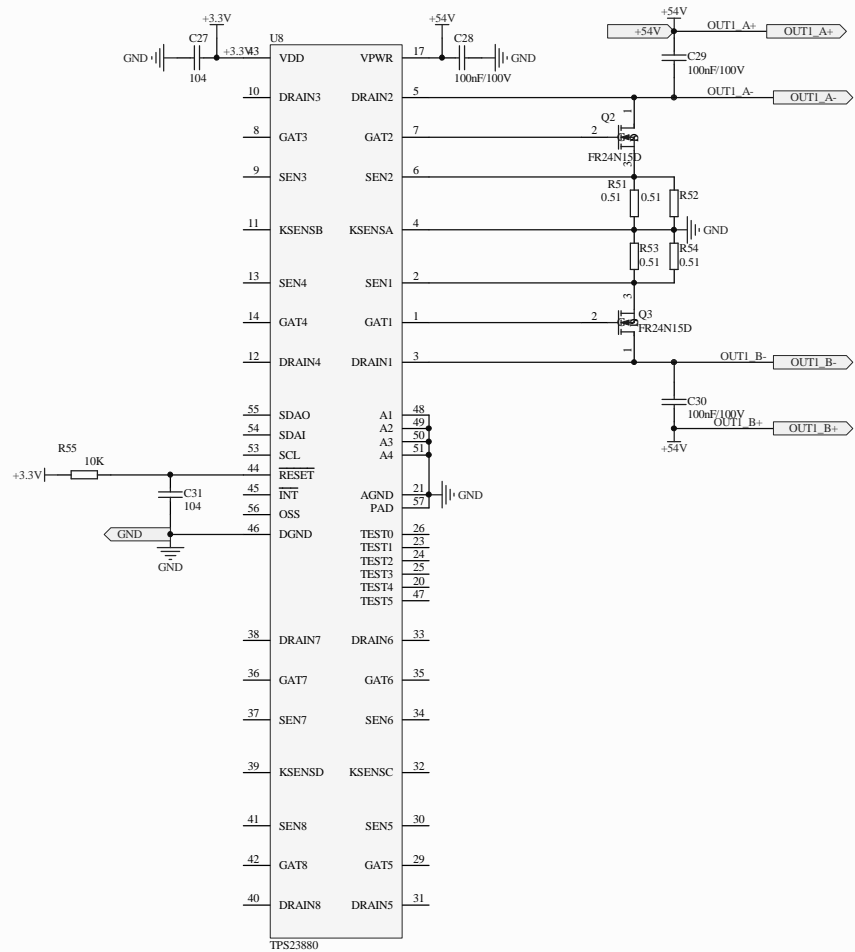 +3.3V
+54V
+54V
OUT1_A+
U8
C27
+3.3V
43
VDD
VPWR
17
C28
+54V
OUT1_A+
GND
104
100nF/100V
GND
C29
100nF/100V
10
DRAIN3
DRAIN2
5
OUT1_A-
OUT1_A-
1
Q2
8
GAT3
GAT2
7
2
FR24N15D
3
9
SEN3
SEN2
6
R51
0.51
0.51
R52
11
KSENSB
KSENSA
4
GND
R53
0.51
R54
0.51
13
SEN4
SEN1
2
3
Q3
14
GAT4
GAT1
1
2
FR24N15D
1
12
DRAIN4
DRAIN1
3
OUT1_B-
OUT1_B-
C30
100nF/100V
OUT1_B+
OUT1_B+
+54V
55
SDAO
A1
48
54
SDAI
A2
49
53
SCL
A3
50
A4
51
R55
10K
+3.3V
44
RESET
45
INT
AGND
21
GND
C31
104
56
OSS
PAD
57
GND
46
DGND
TEST0
26
TEST1
23
GND
TEST2
24
TEST3
25
TEST4
20
TEST5
47
38
DRAIN7
DRAIN6
33
36
GAT7
GAT6
35
37
SEN7
SEN6
34
39
KSENSD
KSENSC
32
41
SEN8
SEN5
30
42
GAT8
GAT5
29
40
DRAIN8
DRAIN5
31
TPS23880